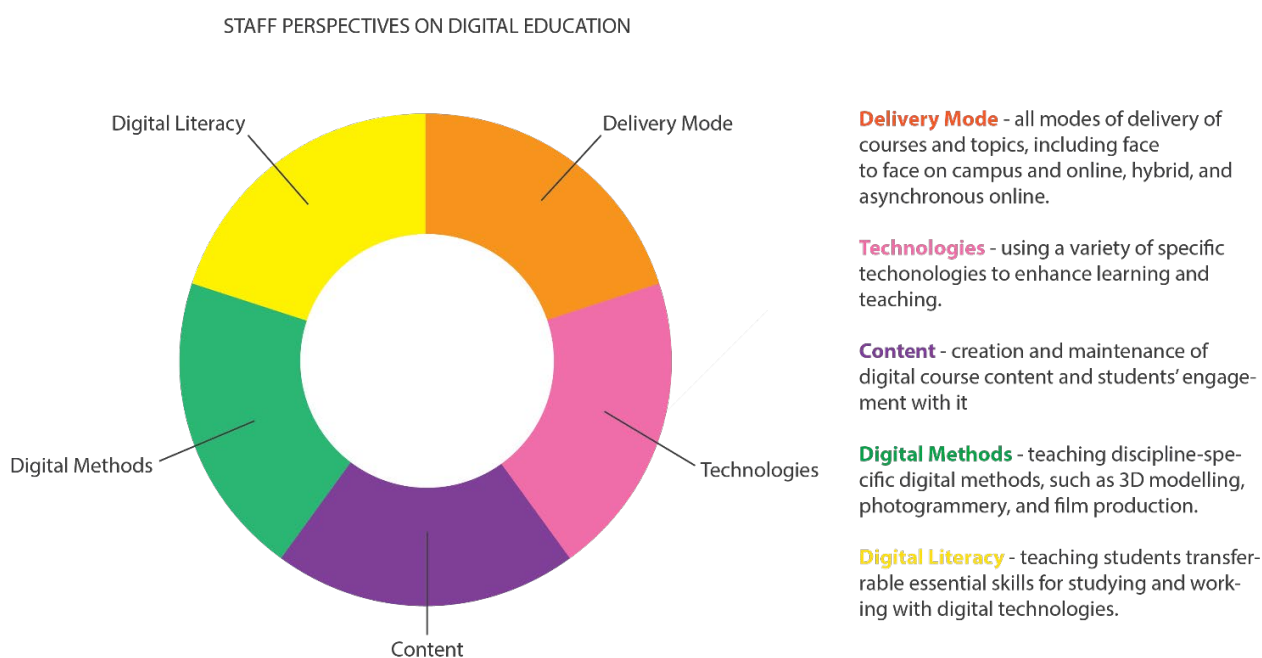 STAFF PERSPECTIVES ON DIGITAL EDUCATION
Digital Literacy
Delivery Mode
Digital Methods
Technologies
Content
Delivery Mode - all modes of delivery of
courses and topics, including face
to face on campus and online, hybrid, and
asynchronous online.
Technologies - using a variety of specific
techonologies to enhance learning and
teaching.
Content - creation and maintenance of
digital course content and students’ engage-
ment with it
Digital Methods - teaching discipline-spe-
cific digital methods, such as 3D modelling,
photogrammery, and film production.
Digital Literacy - teaching students transfer-
rable essential skills for studying and work-
ing with digital technologies.